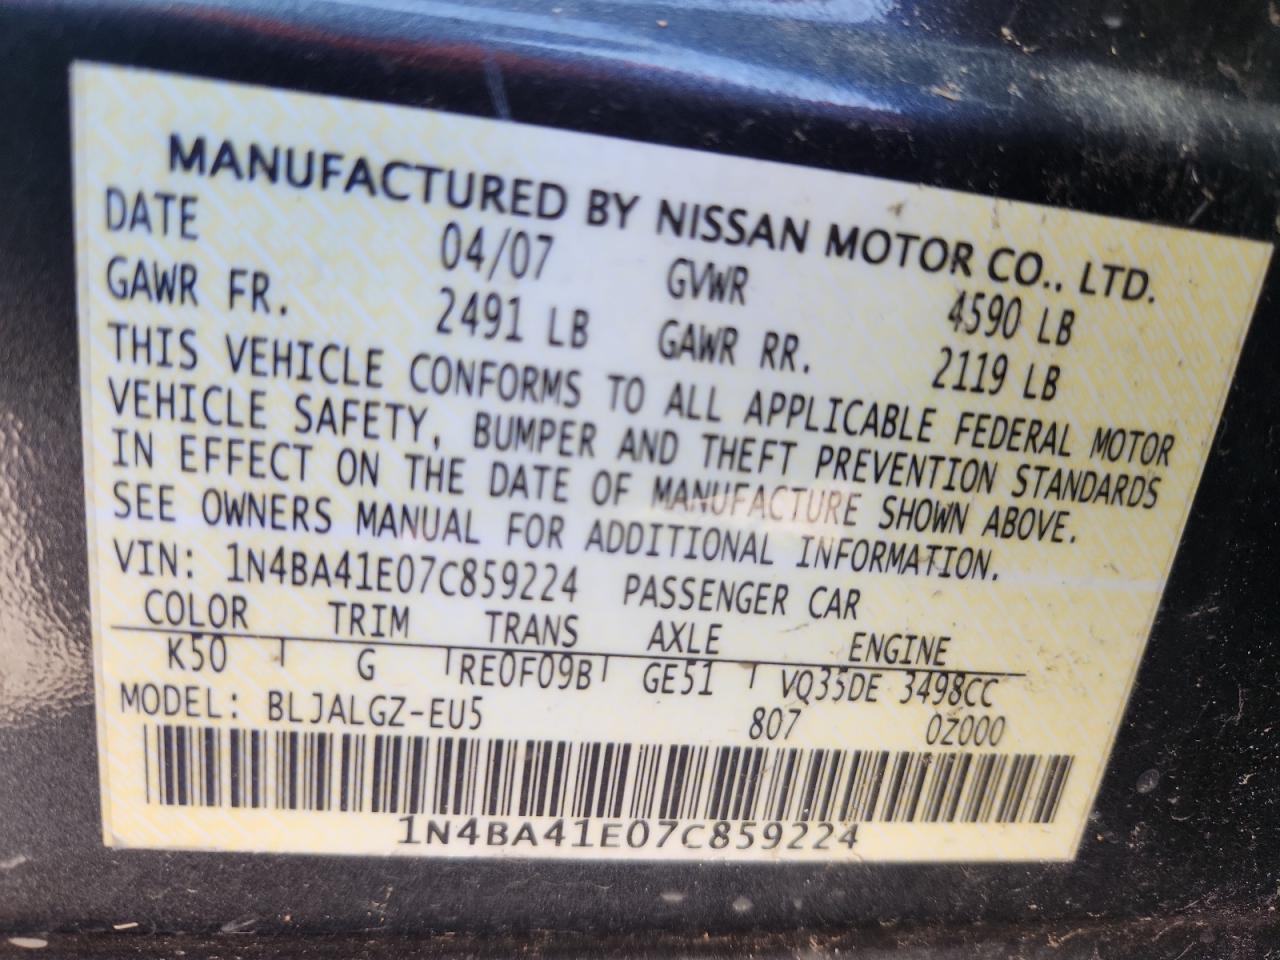 MANUFACTURED BY NISSAN MOTOR CO., LTD.
DATE 04/07 GVWR 4590 LB
GAWR FR. 2491 LB GAWR RR. 2119 LB
THIS VEHICLE CONFORMS TO ALL APPLICABLE FEDERAL MOTOR
VEHICLE SAFETY, BUMPER AND THEFT PREVENTION STANDARDS
IN EFFECT ON THE DATE OF MANUFACTURE SHOWN ABOVE.
SEE OWNERS MANUAL FOR ADDITIONAL INFORMATION.
VIN: 1N4BA41E07C859224 PASSENGER CAR
COLOR TRIM TRANS AXLE ENGINE
K50 G RE0F09B GE51 VQ35DE 3498CC
MODEL: BLJALGZ-EU5 807 0Z000
1N4BA41E07C859224